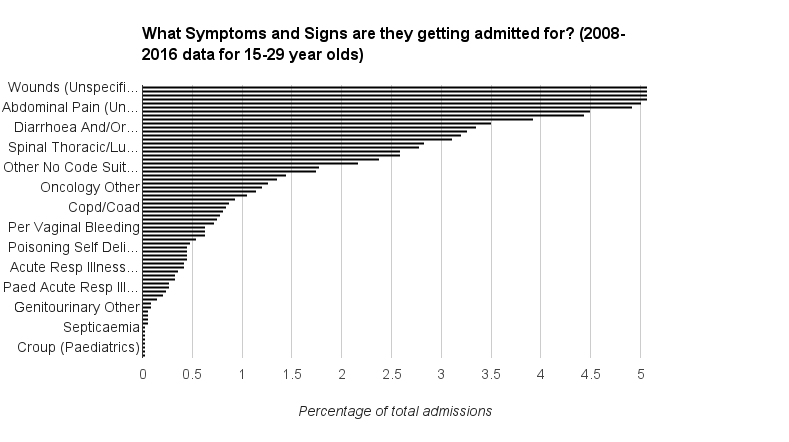 What Symptoms and Signs are they getting admitted for? (2008-
2016 data for 15-29 year olds)
Wounds (Unspecifi...
Abdominal Pain (Un...
Diarrhoea And/Or...
Spinal Thoracic/Lu...
Other No Code Suit...
Oncology Other
Copd/Coad
Per Vaginal Bleeding
Poisoning Self Deli...
Acute Resp Illness...
Paed Acute Resp Ill...
Genitourinary Other
Septicaemia
Croup (Paediatrics)
0 0.5 1 1.5 2 2.5 3 3.5 4 4.5 5
Percentage of total admissions